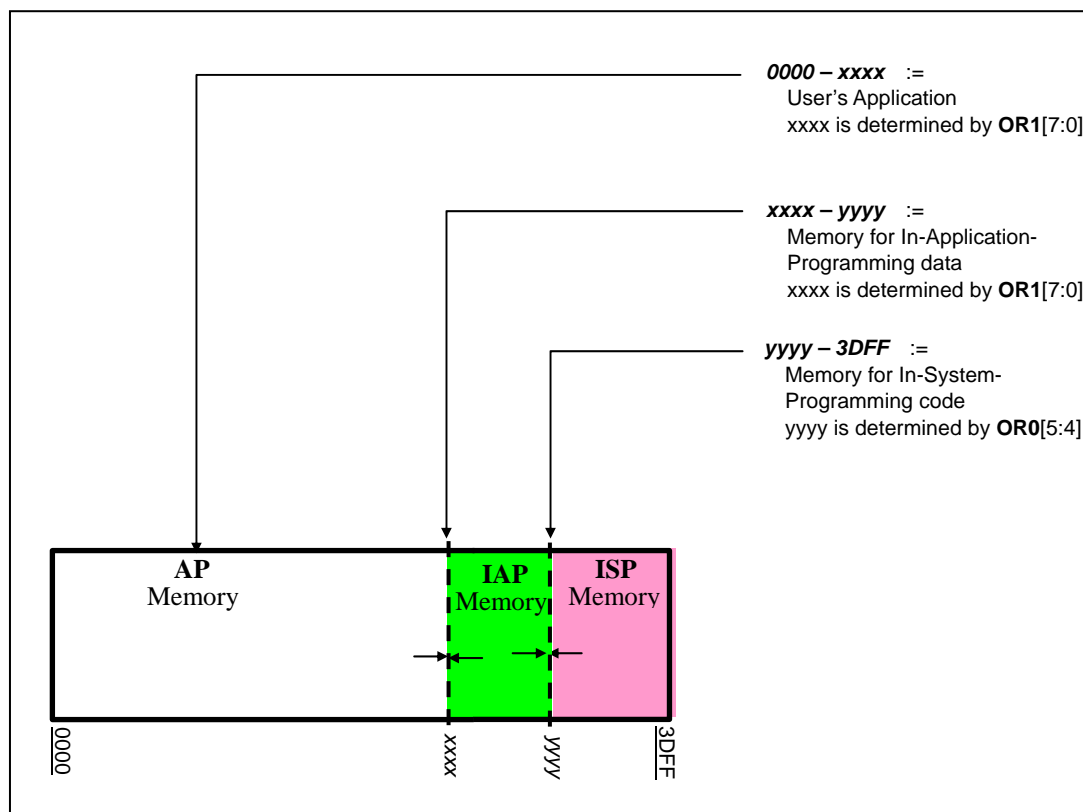 0000 – xxxx :=
User's Application
xxxx is determined by OR1[7:0]
xxxx – yyyy :=
Memory for In-Application-
Programming data
xxxx is determined by OR1[7:0]
yyyy – 3DFF :=
Memory for In-System-
Programming code
yyyy is determined by OR0[5:4]
AP
Memory
IAP
Memory
ISP
Memory
0000
xxxx
yyyy
3DFF